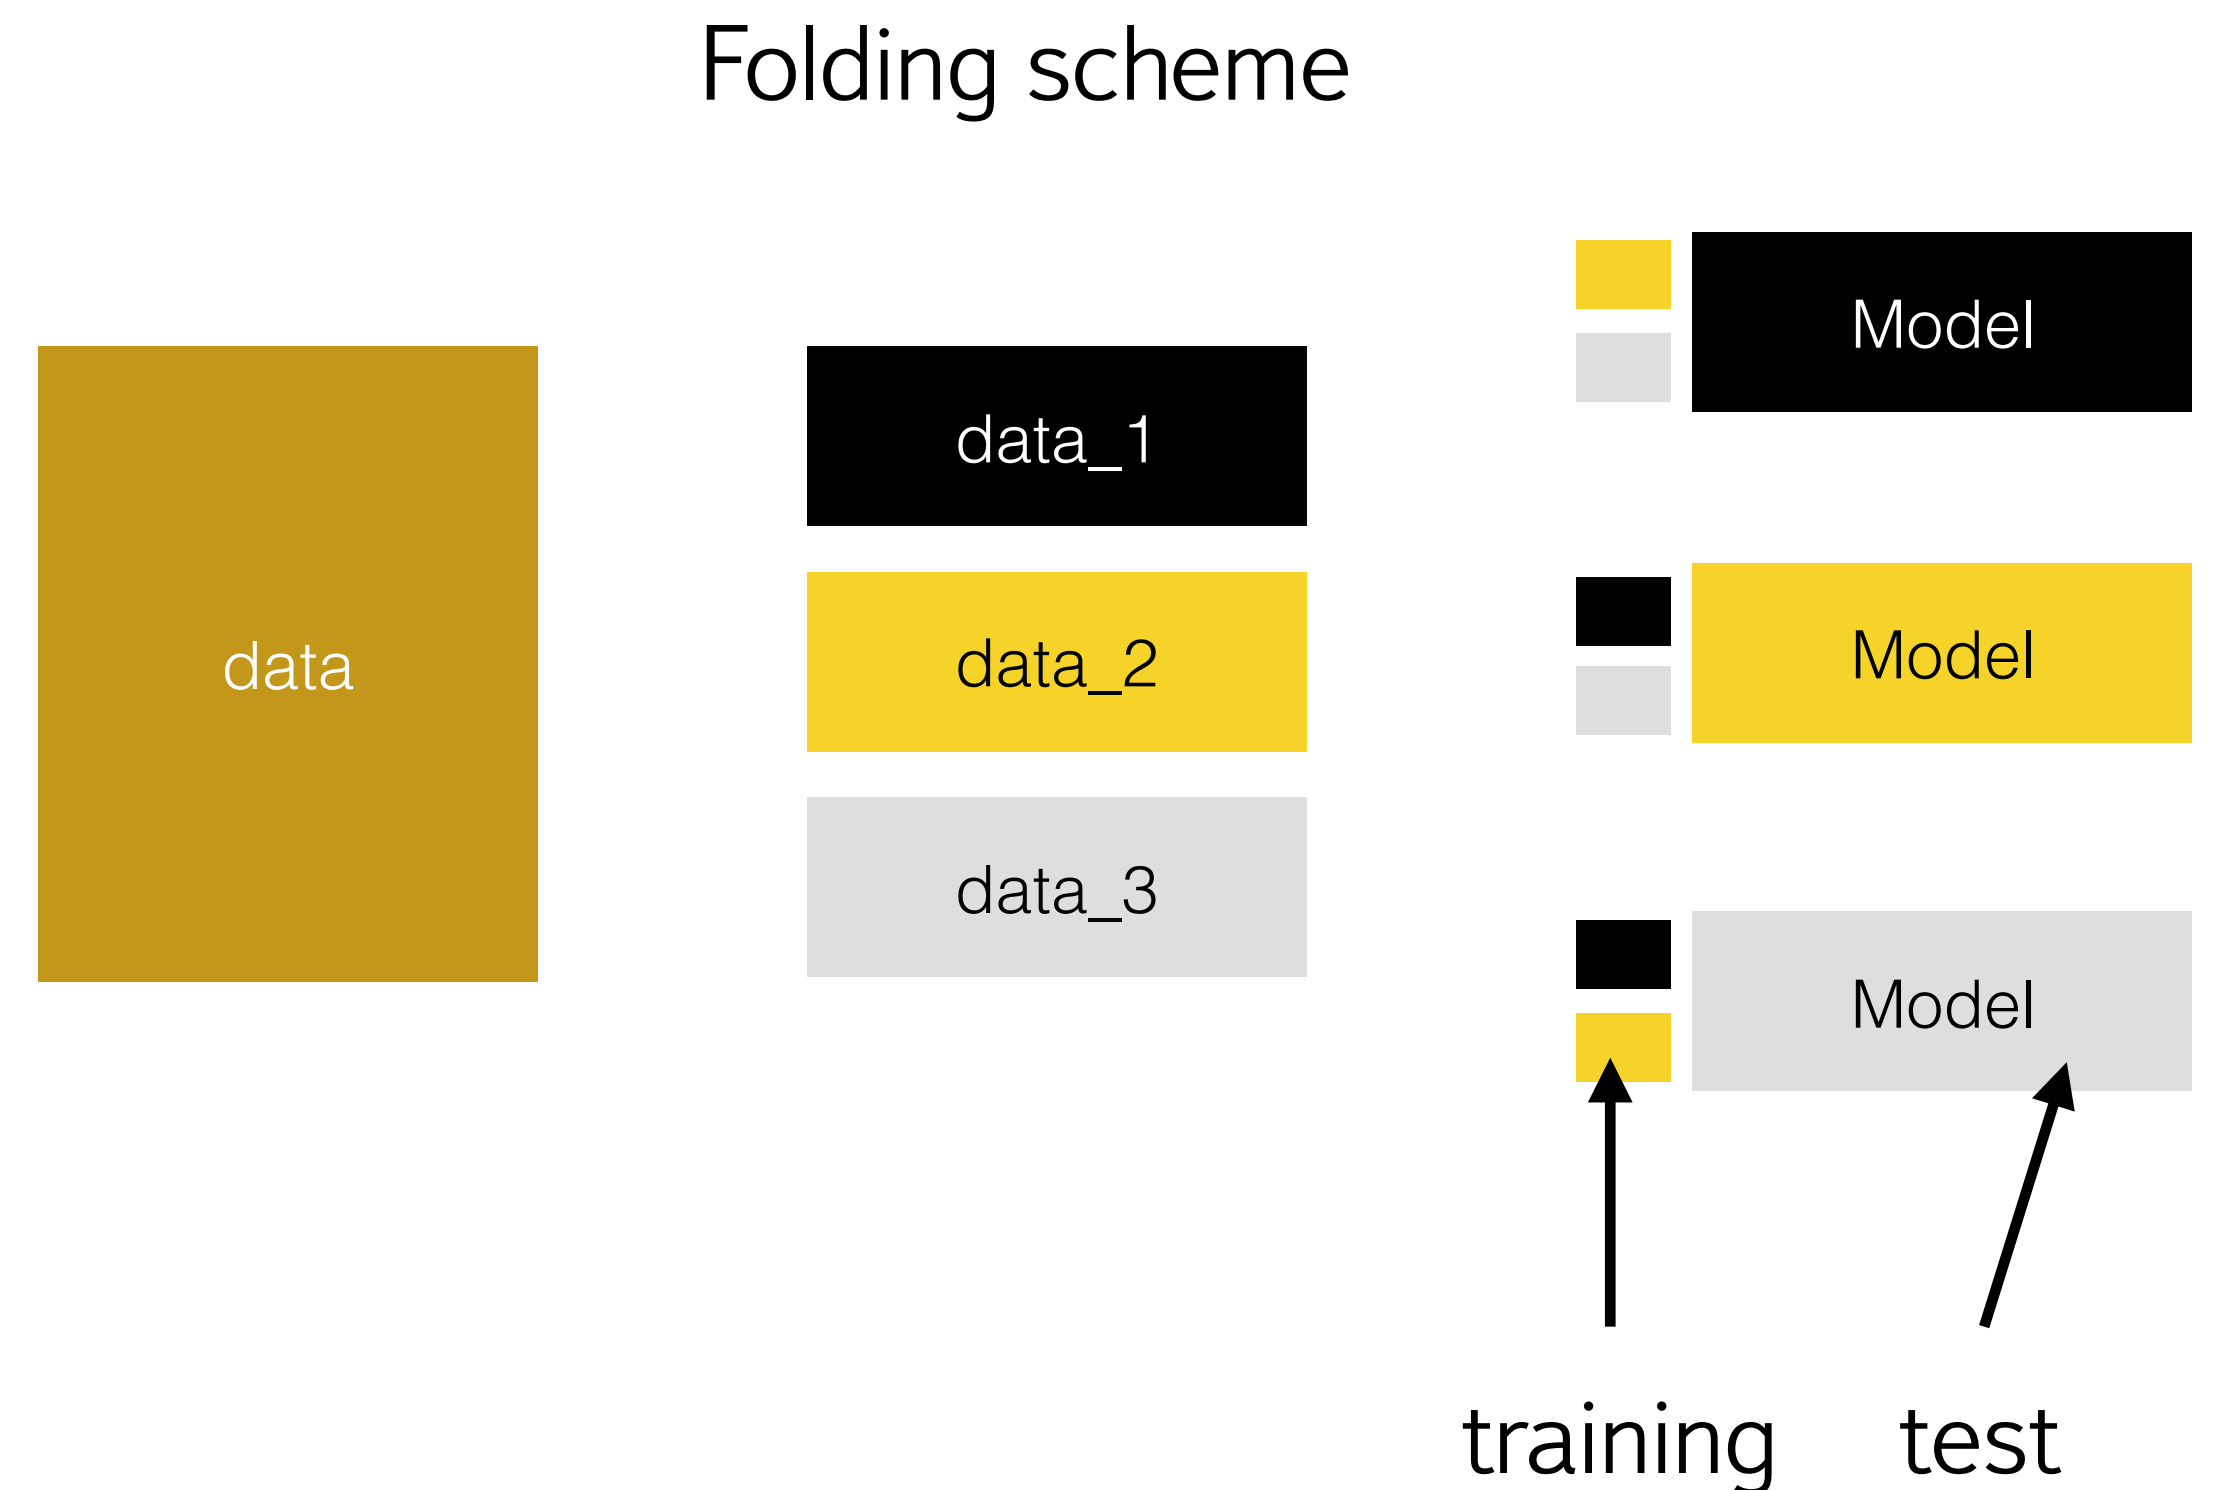 Folding scheme
data
data_1
data_2
data_3
Model
Model
Model
training
test